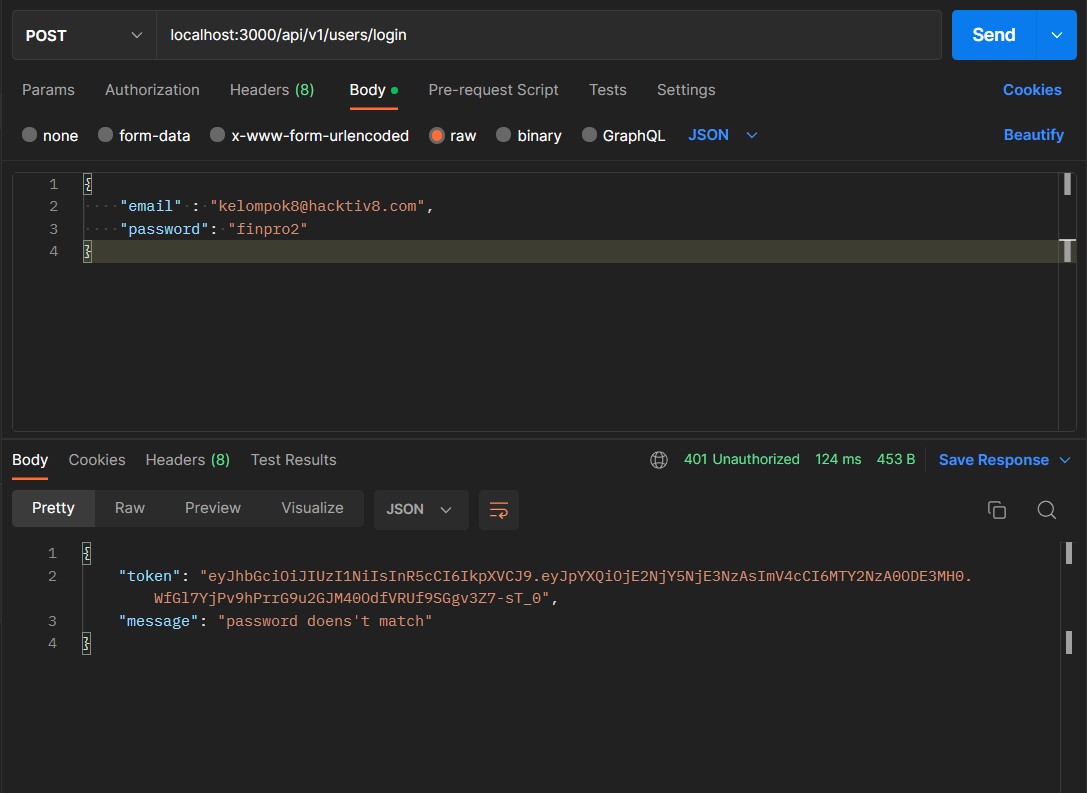 POST localhost:3000/api/v1/users/login Send
Params Authorization Headers (8) Body Pre-request Script Tests Settings Cookies
none form-data x-www-form-urlencoded raw binary GraphQL JSON Beautify
1 {
2 "email" : "kelompok8@hacktiv8.com",
3 "password": "finpro2"
4 }
Body Cookies Headers (8) Test Results 401 Unauthorized 124 ms 453 B Save Response
Pretty Raw Preview Visualize JSON
1 {
2 "token": "eyJhbGciOiJIUzI1NiIsInR5cCI6IkpXVCJ9.eyJpYXQiOjE2NjY5NjE3NzAsImV4cCI6MTY2NzA0ODE3MH0.
WfGl7YjPv9hPrrG9u2GJM40OdfVRUf9SGgv3Z7-sT_0",
3 "message": "password doens't match"
4 }